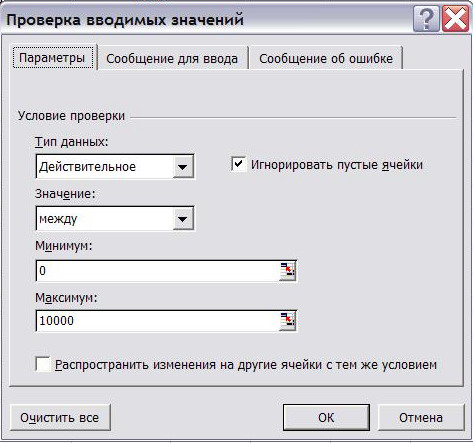 Проверка вводимых значений
Параметры Сообщение для ввода Сообщение об ошибке
Условие проверки
Тип данных:
Действительное Игнорировать пустые ячейки
Значение:
между
Минимум:
0
Максимум:
10000
Распространить изменения на другие ячейки с тем же условием
Очистить все ОК Отмена